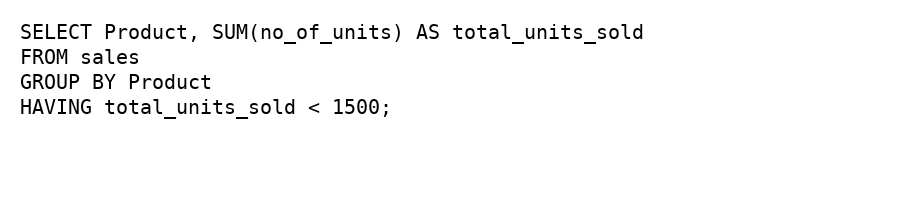 SELECT Product, SUM(no_of_units) AS total_units_sold
FROM sales
GROUP BY Product
HAVING total_units_sold < 1500;